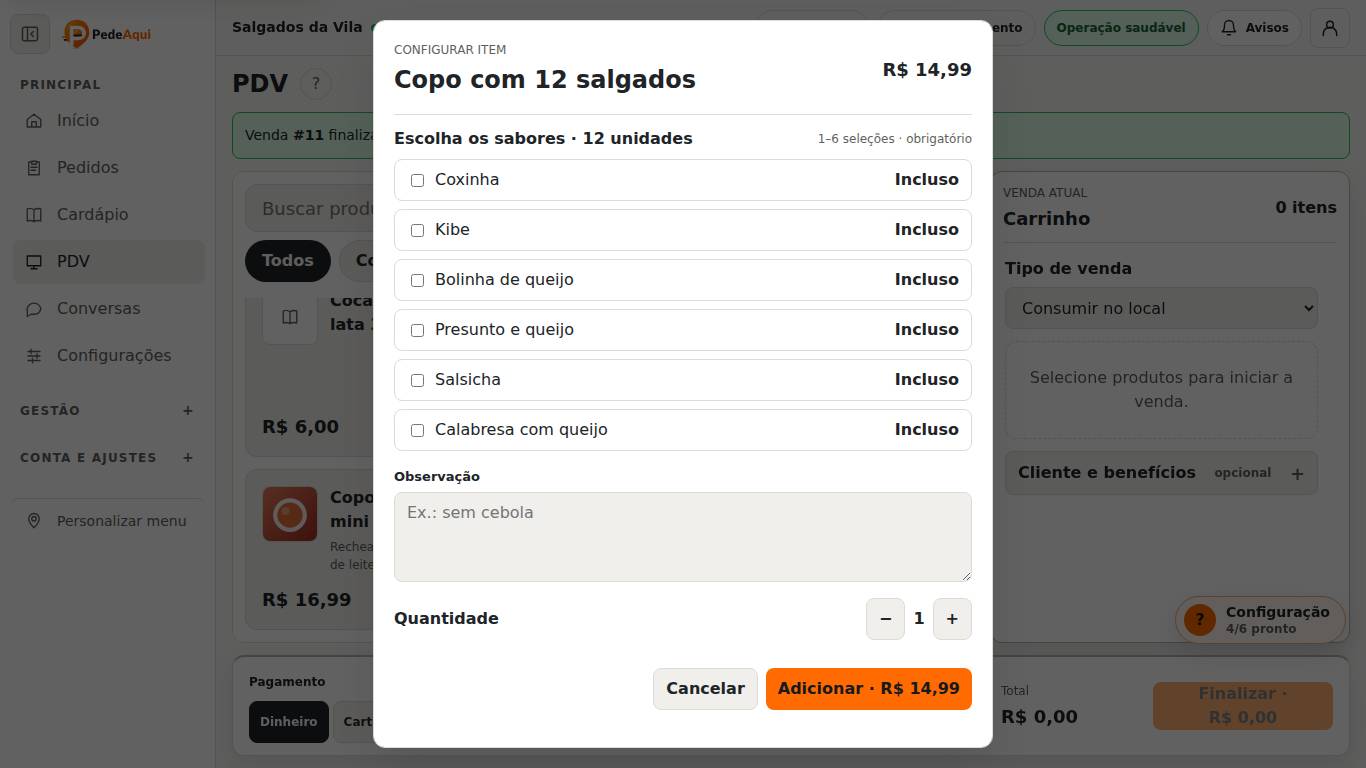 PedeAqui
Salgados da Vila
Operação saudável
Avisos
PRINCIPAL
Início
Pedidos
Cardápio
PDV
Conversas
Configurações
GESTÃO +
CONTA E AJUSTES +
Personalizar menu
PDV ?
Venda #11
Todos
lata
R$ 6,00
mini
R$ 16,99
Pagamento
Dinheiro
CONFIGURAR ITEM
Copo com 12 salgados
R$ 14,99
Escolha os sabores · 12 unidades
1–6 seleções · obrigatório
Coxinha Incluso
Kibe Incluso
Bolinha de queijo Incluso
Presunto e queijo Incluso
Salsicha Incluso
Calabresa com queijo Incluso
Observação
Ex.: sem cebola
Quantidade − 1 +
Cancelar
Adicionar · R$ 14,99
VENDA ATUAL
Carrinho
0 itens
Tipo de venda
Consumir no local
Selecione produtos para iniciar a
venda.
Cliente e benefícios opcional +
? Configuração
4/6 pronto
Total
R$ 0,00
Finalizar ·
R$ 0,00